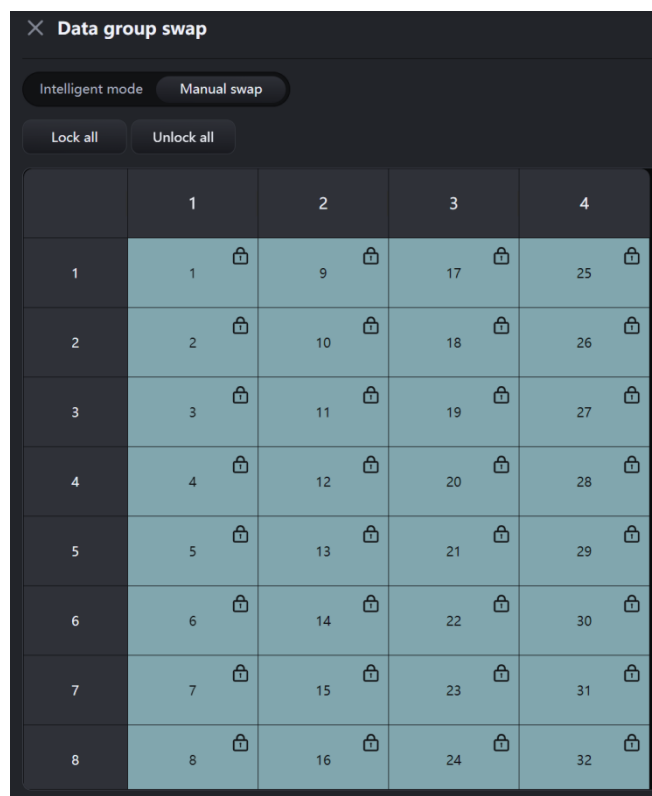 Data group swap
Intelligent mode Manual swap
Lock all Unlock all
1 2 3 4
1 1 9 17 25
2 2 10 18 26
3 3 11 19 27
4 4 12 20 28
5 5 13 21 29
6 6 14 22 30
7 7 15 23 31
8 8 16 24 32